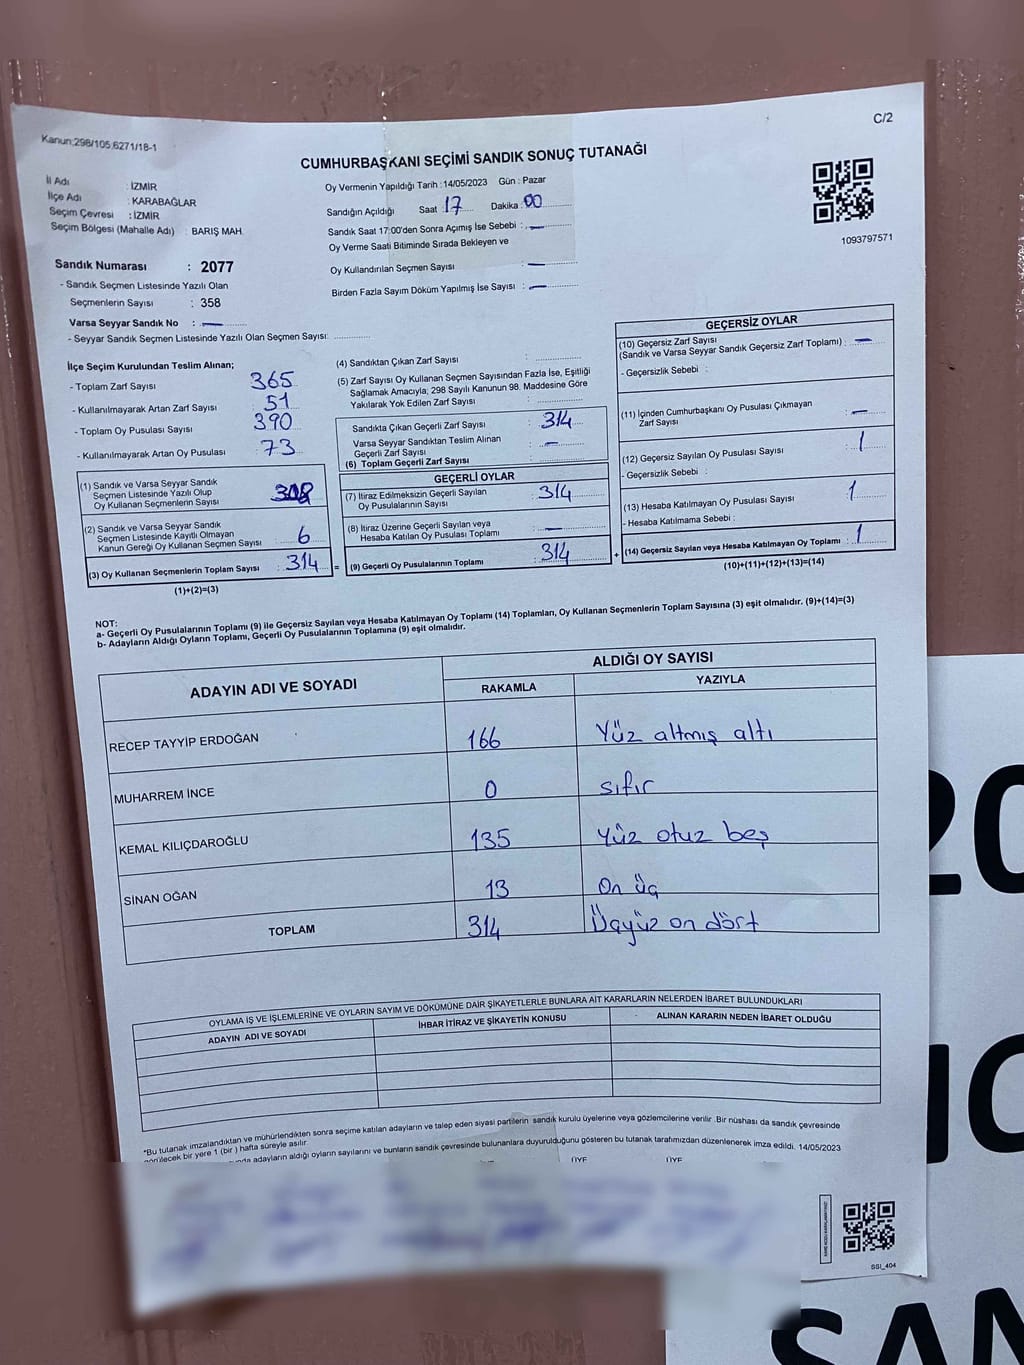 Kanun;298/105,6271/18-1
C/2
CUMHURBAŞKANI SEÇİMİ SANDIK SONUÇ TUTANAĞI
İl Adı : İZMİR
İlçe Adı : KARABAĞLAR
Seçim Çevresi : İZMİR
Seçim Bölgesi (Mahalle Adı) : BARIŞ MAH.
Oy Vermenin Yapıldığı Tarih :14/05/2023 Gün : Pazar
Sandığın Açıldığı Saat : 17 Dakika : 00
Sandık Saat 17:00'den Sonra Açımış İse Sebebi : —
Oy Verme Saati Bitiminde Sırada Bekleyen ve
Oy Kullandırılan Seçmen Sayısı : —
Birden Fazla Sayım Döküm Yapılmış İse Sayısı : —
1093797571
Sandık Numarası : 2077
- Sandık Seçmen Listesinde Yazılı Olan
Seçmenlerin Sayısı : 358
Varsa Seyyar Sandık No : —
- Seyyar Sandık Seçmen Listesinde Yazılı Olan Seçmen Sayısı:
İlçe Seçim Kurulundan Teslim Alınan;
- Toplam Zarf Sayısı 365
- Kullanılmayarak Artan Zarf Sayısı 51
- Toplam Oy Pusulası Sayısı 390
- Kullanılmayarak Artan Oy Pusulası 73
(1) Sandık ve Varsa Seyyar Sandık
Seçmen Listesinde Yazılı Olup
Oy Kullanan Seçmenlerin Sayısı 308
(2) Sandık ve Varsa Seyyar Sandık
Seçmen Listesinde Kayıtlı Olmayan
Kanun Gereği Oy Kullanan Seçmen Sayısı : 6
(3) Oy Kullanan Seçmenlerin Toplam Sayısı : 314 =
(1)+(2)=(3)
(4) Sandıktan Çıkan Zarf Sayısı :
(5) Zarf Sayısı Oy Kullanan Seçmen Sayısından Fazla İse, Eşitliği
Sağlamak Amacıyla; 298 Sayılı Kanunun 98. Maddesine Göre
Yakılarak Yok Edilen Zarf Sayısı :
Sandıkta Çıkan Geçerli Zarf Sayısı : 314
Varsa Seyyar Sandıktan Teslim Alınan
Geçerli Zarf Sayısı : —
(6) Toplam Geçerli Zarf Sayısı :
GEÇERLİ OYLAR
(7) İtiraz Edilmeksizin Geçerli Sayılan
Oy Pusulalarının Sayısı : 314
(8) İtiraz Üzerine Geçerli Sayılan veya
Hesaba Katılan Oy Pusulası Toplamı : —
(9) Geçerli Oy Pusulalarının Toplamı : 314 +
GEÇERSİZ OYLAR
(10) Geçersiz Zarf Sayısı
(Sandık ve Varsa Seyyar Sandık Geçersiz Zarf Toplamı) : —
- Geçersizlik Sebebi :
(11) İçinden Cumhurbaşkanı Oy Pusulası Çıkmayan
Zarf Sayısı : —
(12) Geçersiz Sayılan Oy Pusulası Sayısı : 1
- Geçersizlik Sebebi :
(13) Hesaba Katılmayan Oy Pusulası Sayısı : 1
- Hesaba Katılmama Sebebi :
(14) Geçersiz Sayılan veya Hesaba Katılmayan Oy Toplamı : 1
(10)+(11)+(12)+(13)=(14)
NOT:
a- Geçerli Oy Pusulalarının Toplamı (9) ile Geçersiz Sayılan veya Hesaba Katılmayan Oy Toplamı (14) Toplamları, Oy Kullanan Seçmenlerin Toplam Sayısına (3) eşit olmalıdır. (9)+(14)=(3)
b- Adayların Aldığı Oyların Toplamı, Geçerli Oy Pusulalarının Toplamına (9) eşit olmalıdır.
ADAYIN ADI VE SOYADI
ALDIĞI OY SAYISI
RAKAMLA YAZIYLA
RECEP TAYYİP ERDOĞAN 166 Yüz altmış altı
MUHARREM İNCE 0 sıfır
KEMAL KILIÇDAROĞLU 135 Yüz otuz beş
SİNAN OĞAN 13 On üç
TOPLAM 314 Üçyüz on dört
OYLAMA İŞ VE İŞLEMLERİNE VE OYLARIN SAYIM VE DÖKÜMÜNE DAİR ŞİKAYETLERLE BUNLARA AİT KARARLARIN NELERDEN İBARET BULUNDUKLARI
ADAYIN ADI VE SOYADI İHBAR İTİRAZ VE ŞİKAYETİN KONUSU ALINAN KARARIN NEDEN İBARET OLDUĞU
*Bu tutanak imzalandıktan ve mühürlendikten sonra seçime katılan adayların ve talep eden siyasi partilerin sandık kurulu üyelerine veya gözlemcilerine verilir .Bir nüshası da sandık çevresinde
görülecek bir yere 1 (bir ) hafta süreyle asılır.
adayların aldığı oyların sayılarını ve bunların sandık çevresinde bulunanlara duyurulduğunu gösteren bu tutanak tarafımızdan düzenlenerek imza edildi. 14/05/2023
ÜYE ÜYE
SSİ_404
20
SAN